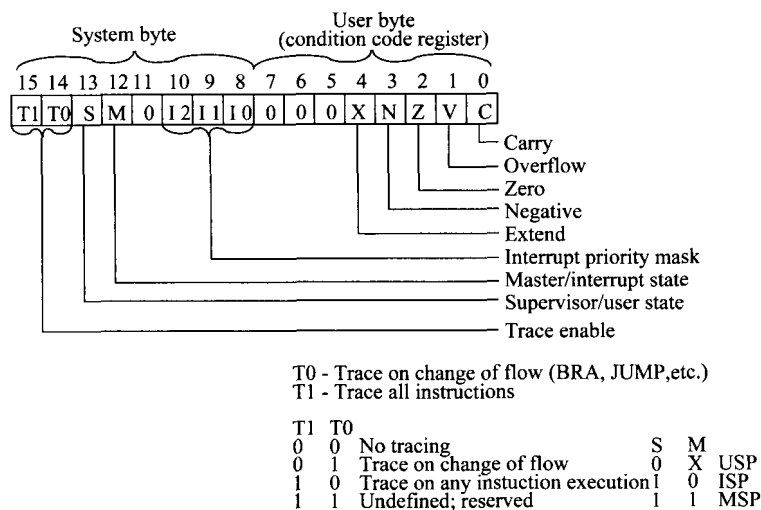 System byte
User byte
(condition code register)
15 14 13 12 11 10 9 8 7 6 5 4 3 2 1 0
T1 T0 S M 0 I2 I1 I0 0 0 0 X N Z V C
Carry
Overflow
Zero
Negative
Extend
Interrupt priority mask
Master/interrupt state
Supervisor/user state
Trace enable
T0 - Trace on change of flow (BRA, JUMP,etc.)
T1 - Trace all instructions
T1 T0
0 0 No tracing S M
0 1 Trace on change of flow 0 X USP
1 0 Trace on any instuction execution 1 0 ISP
1 1 Undefined; reserved 1 1 MSP